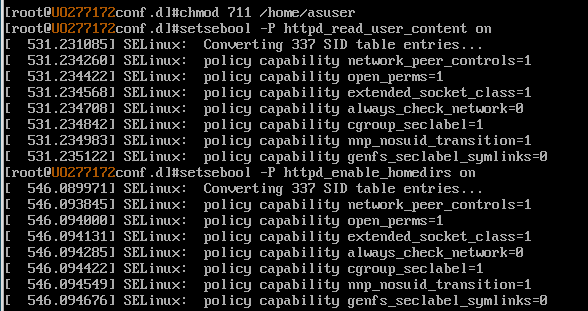 [root@UO277172conf.d]#chmod 711 /home/asuser
[root@UO277172conf.d]#setsebool -P httpd_read_user_content on
[  531.231085] SELinux:  Converting 337 SID table entries...
[  531.234260] SELinux:  policy capability network_peer_controls=1
[  531.234422] SELinux:  policy capability open_perms=1
[  531.234568] SELinux:  policy capability extended_socket_class=1
[  531.234708] SELinux:  policy capability always_check_network=0
[  531.234842] SELinux:  policy capability cgroup_seclabel=1
[  531.234983] SELinux:  policy capability nnp_nosuid_transition=1
[  531.235122] SELinux:  policy capability genfs_seclabel_symlinks=0
[root@UO277172conf.d]#setsebool -P httpd_enable_homedirs on
[  546.089971] SELinux:  Converting 337 SID table entries...
[  546.093845] SELinux:  policy capability network_peer_controls=1
[  546.094000] SELinux:  policy capability open_perms=1
[  546.094131] SELinux:  policy capability extended_socket_class=1
[  546.094285] SELinux:  policy capability always_check_network=0
[  546.094422] SELinux:  policy capability cgroup_seclabel=1
[  546.094549] SELinux:  policy capability nnp_nosuid_transition=1
[  546.094676] SELinux:  policy capability genfs_seclabel_symlinks=0